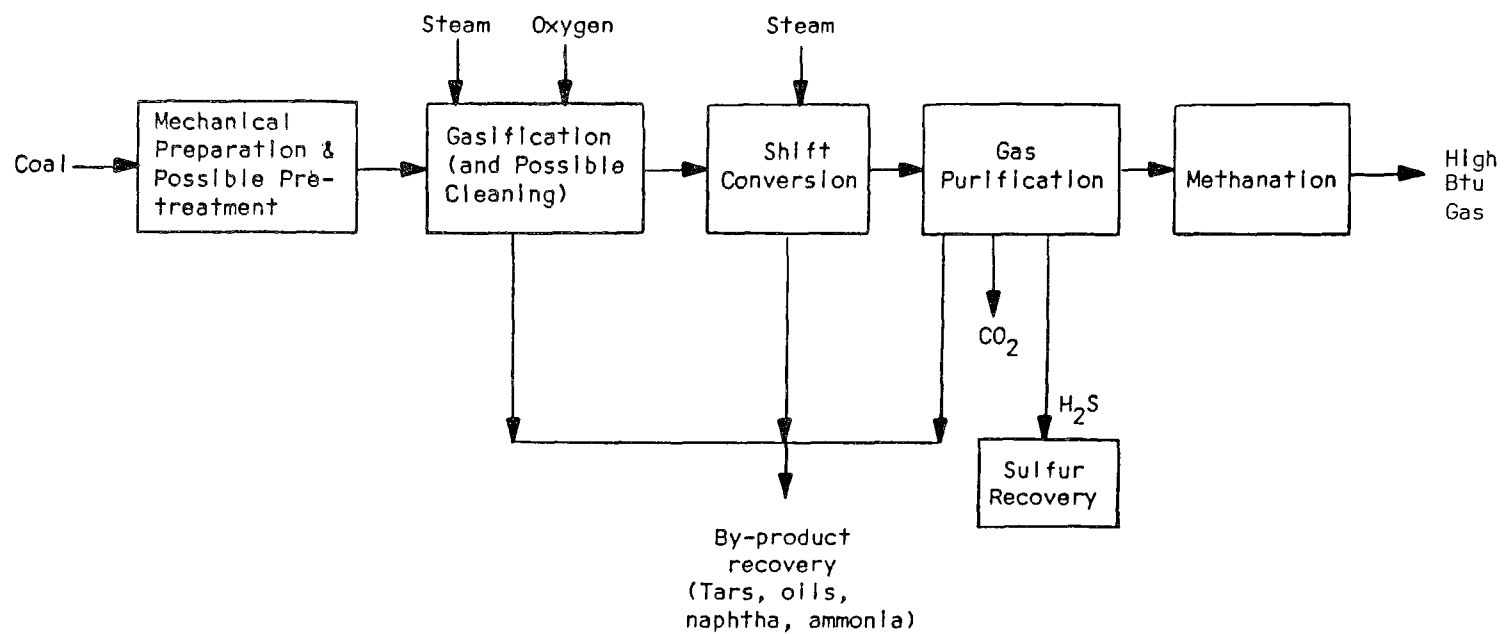 Steam
Oxygen
Steam
Coal
Mechanical
Preparation &
Possible Pre-
treatment
Gasification
(and Possible
Cleaning)
Shift
Conversion
Gas
Purification
Methanation
High
Btu
Gas
CO2
H2S
Sulfur
Recovery
By-product
recovery
(Tars, oils,
naphtha, ammonia)